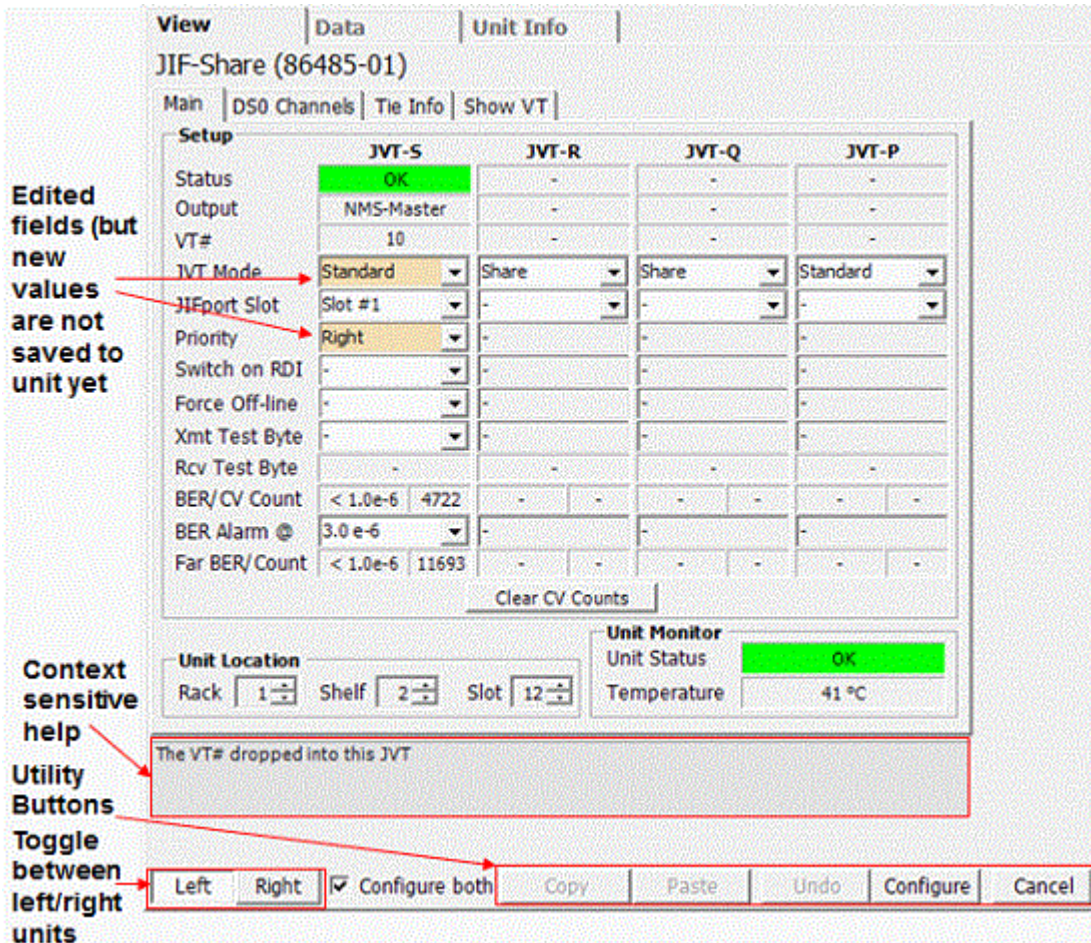 View Data Unit Info
JIF-Share (86485-01)
Main DS0 Channels Tie Info Show VT
Setup
JVT-S JVT-R JVT-Q JVT-P
Status OK - - -
Output NMS-Master - - -
VT# 10 - - -
JVT Mode Standard Share Share Standard
JIFport Slot Slot #1 - - -
Priority Right - - -
Switch on RDI - - - -
Force Off-line - - - -
Xmt Test Byte - - - -
Rcv Test Byte - - - -
BER/CV Count < 1.0e-6 4722 - - - - - -
BER Alarm @ 3.0 e-6 - - -
Far BER/Count < 1.0e-6 11693 - - - - - -
Clear CV Counts
Unit Location
Rack 1 Shelf 2 Slot 12
Unit Monitor
Unit Status OK
Temperature 41 ºC
The VT# dropped into this JVT
Left Right Configure both Copy Paste Undo Configure Cancel
Edited
fields (but
new
values
are not
saved to
unit yet
Context
sensitive
help
Utility
Buttons
Toggle
between
left/right
units